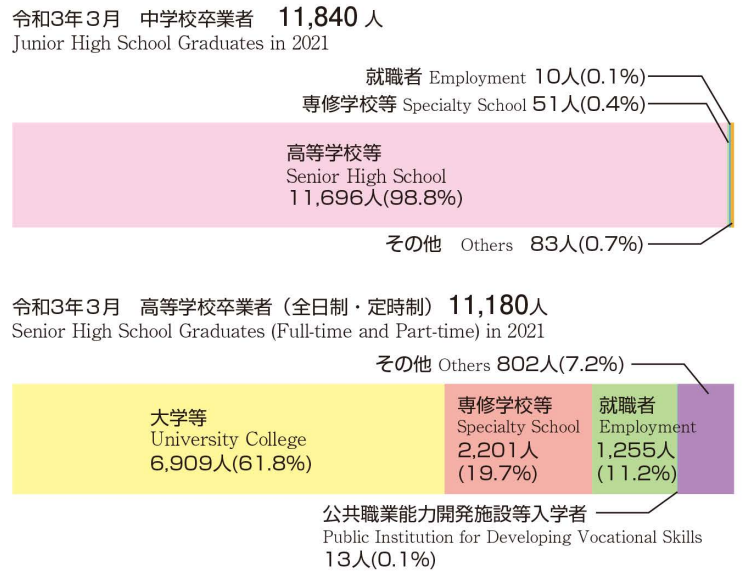 令和3年３月　中学校卒業者　11,840 人
Junior High School Graduates in 2021
就職者 Employment 10人(0.1%)
専修学校等 Specialty School 51人(0.4%)
高等学校等
Senior High School
11,696人(98.8%)
その他　Others　83人(0.7%)
令和3年３月　高等学校卒業者（全日制・定時制）11,180人
Senior High School Graduates (Full-time and Part-time) in 2021
その他 Others 802人(7.2%)
大学等
University College
6,909人(61.8%)
専修学校等
Specialty School
2,201人
(19.7%)
就職者
Employment
1,255人
(11.2%)
公共職業能力開発施設等入学者
Public Institution for Developing Vocational Skills
13人(0.1%)